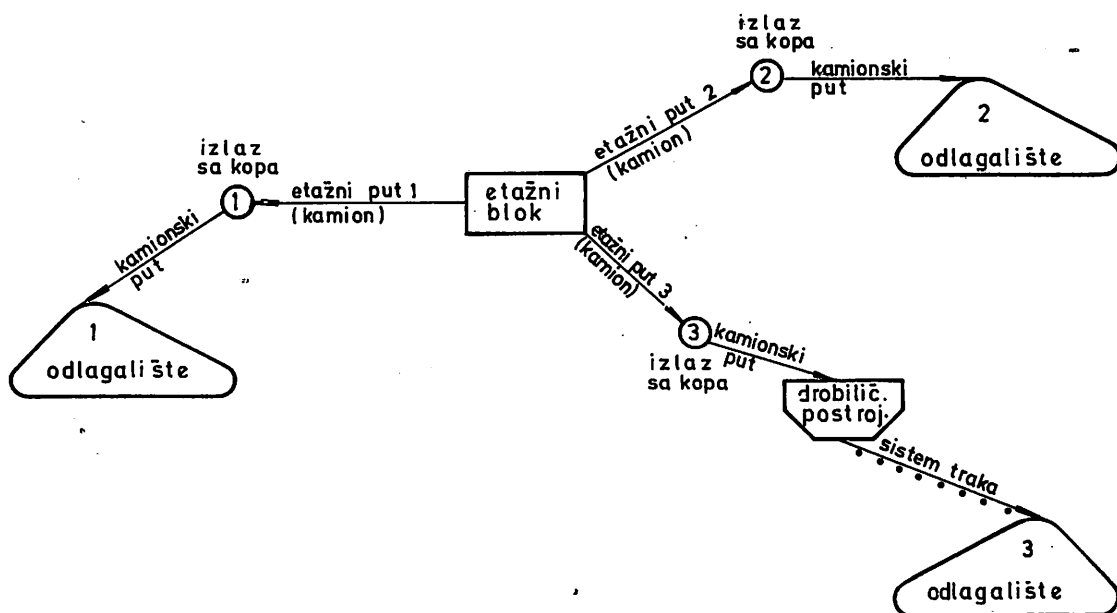 izlaz
sa kopa
2
kamionski
put
2
odlagalište
etažni put 2
(kamion)
izlaz
sa kopa
1
etažni put 1
(kamion)
etažni
blok
kamionski
put
1
odlagalište
etažni put 3
(kamion)
3
izlaz
sa kopa
kamionski
put
drobilič.
postroj.
sistem traka
3
odlagalište